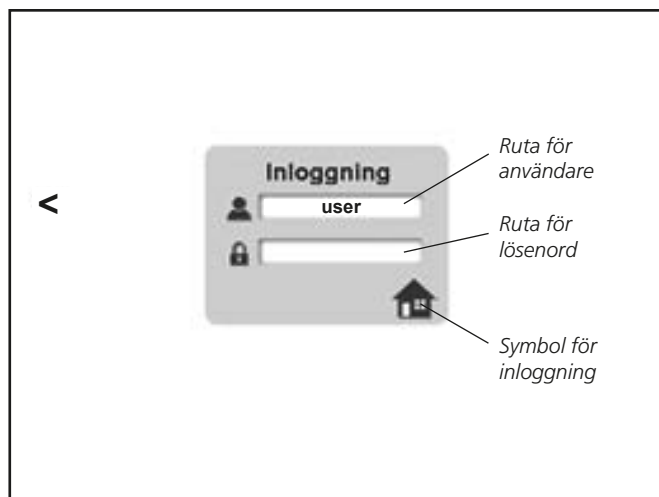 Inloggning
user
<
Ruta för
användare
Ruta för
lösenord
Symbol för
inloggning